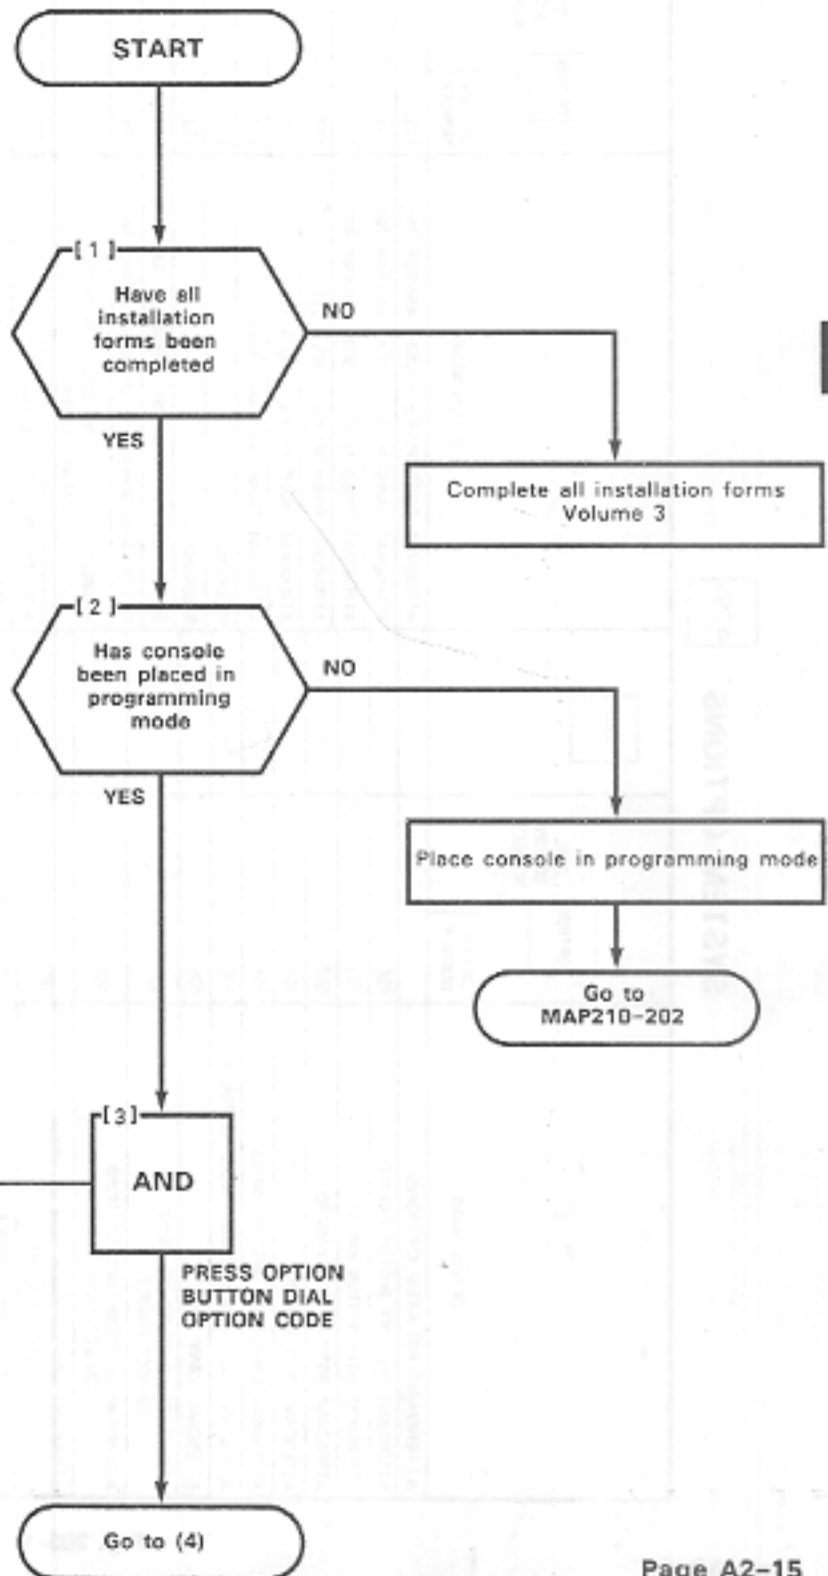 START
[1]
Have all
installation
forms been
completed
NO
YES
Complete all installation forms
Volume 3
[2]
Has console
been placed in
programming
mode
NO
YES
Place console in programming mode
Go to
MAP210-202
[3]
AND
PRESS OPTION
BUTTON DIAL
OPTION CODE
Go to (4)
Page A2-15